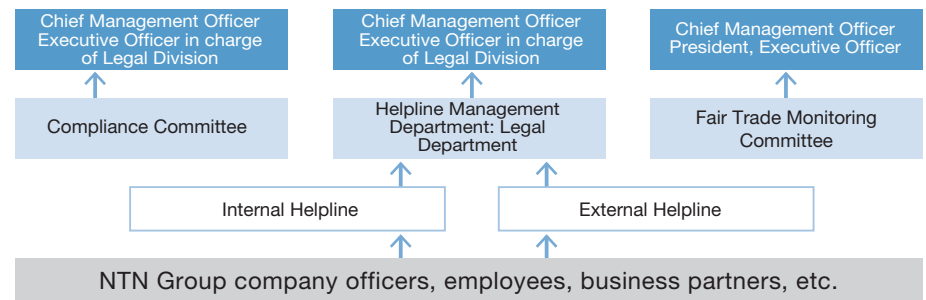 Chief Management Officer
Executive Officer in charge
of Legal Division
Chief Management Officer
Executive Officer in charge
of Legal Division
Chief Management Officer
President, Executive Officer
Compliance Committee
Helpline Management
Department: Legal
Department
Fair Trade Monitoring
Committee
Internal Helpline
External Helpline
NTN Group company officers, employees, business partners, etc.